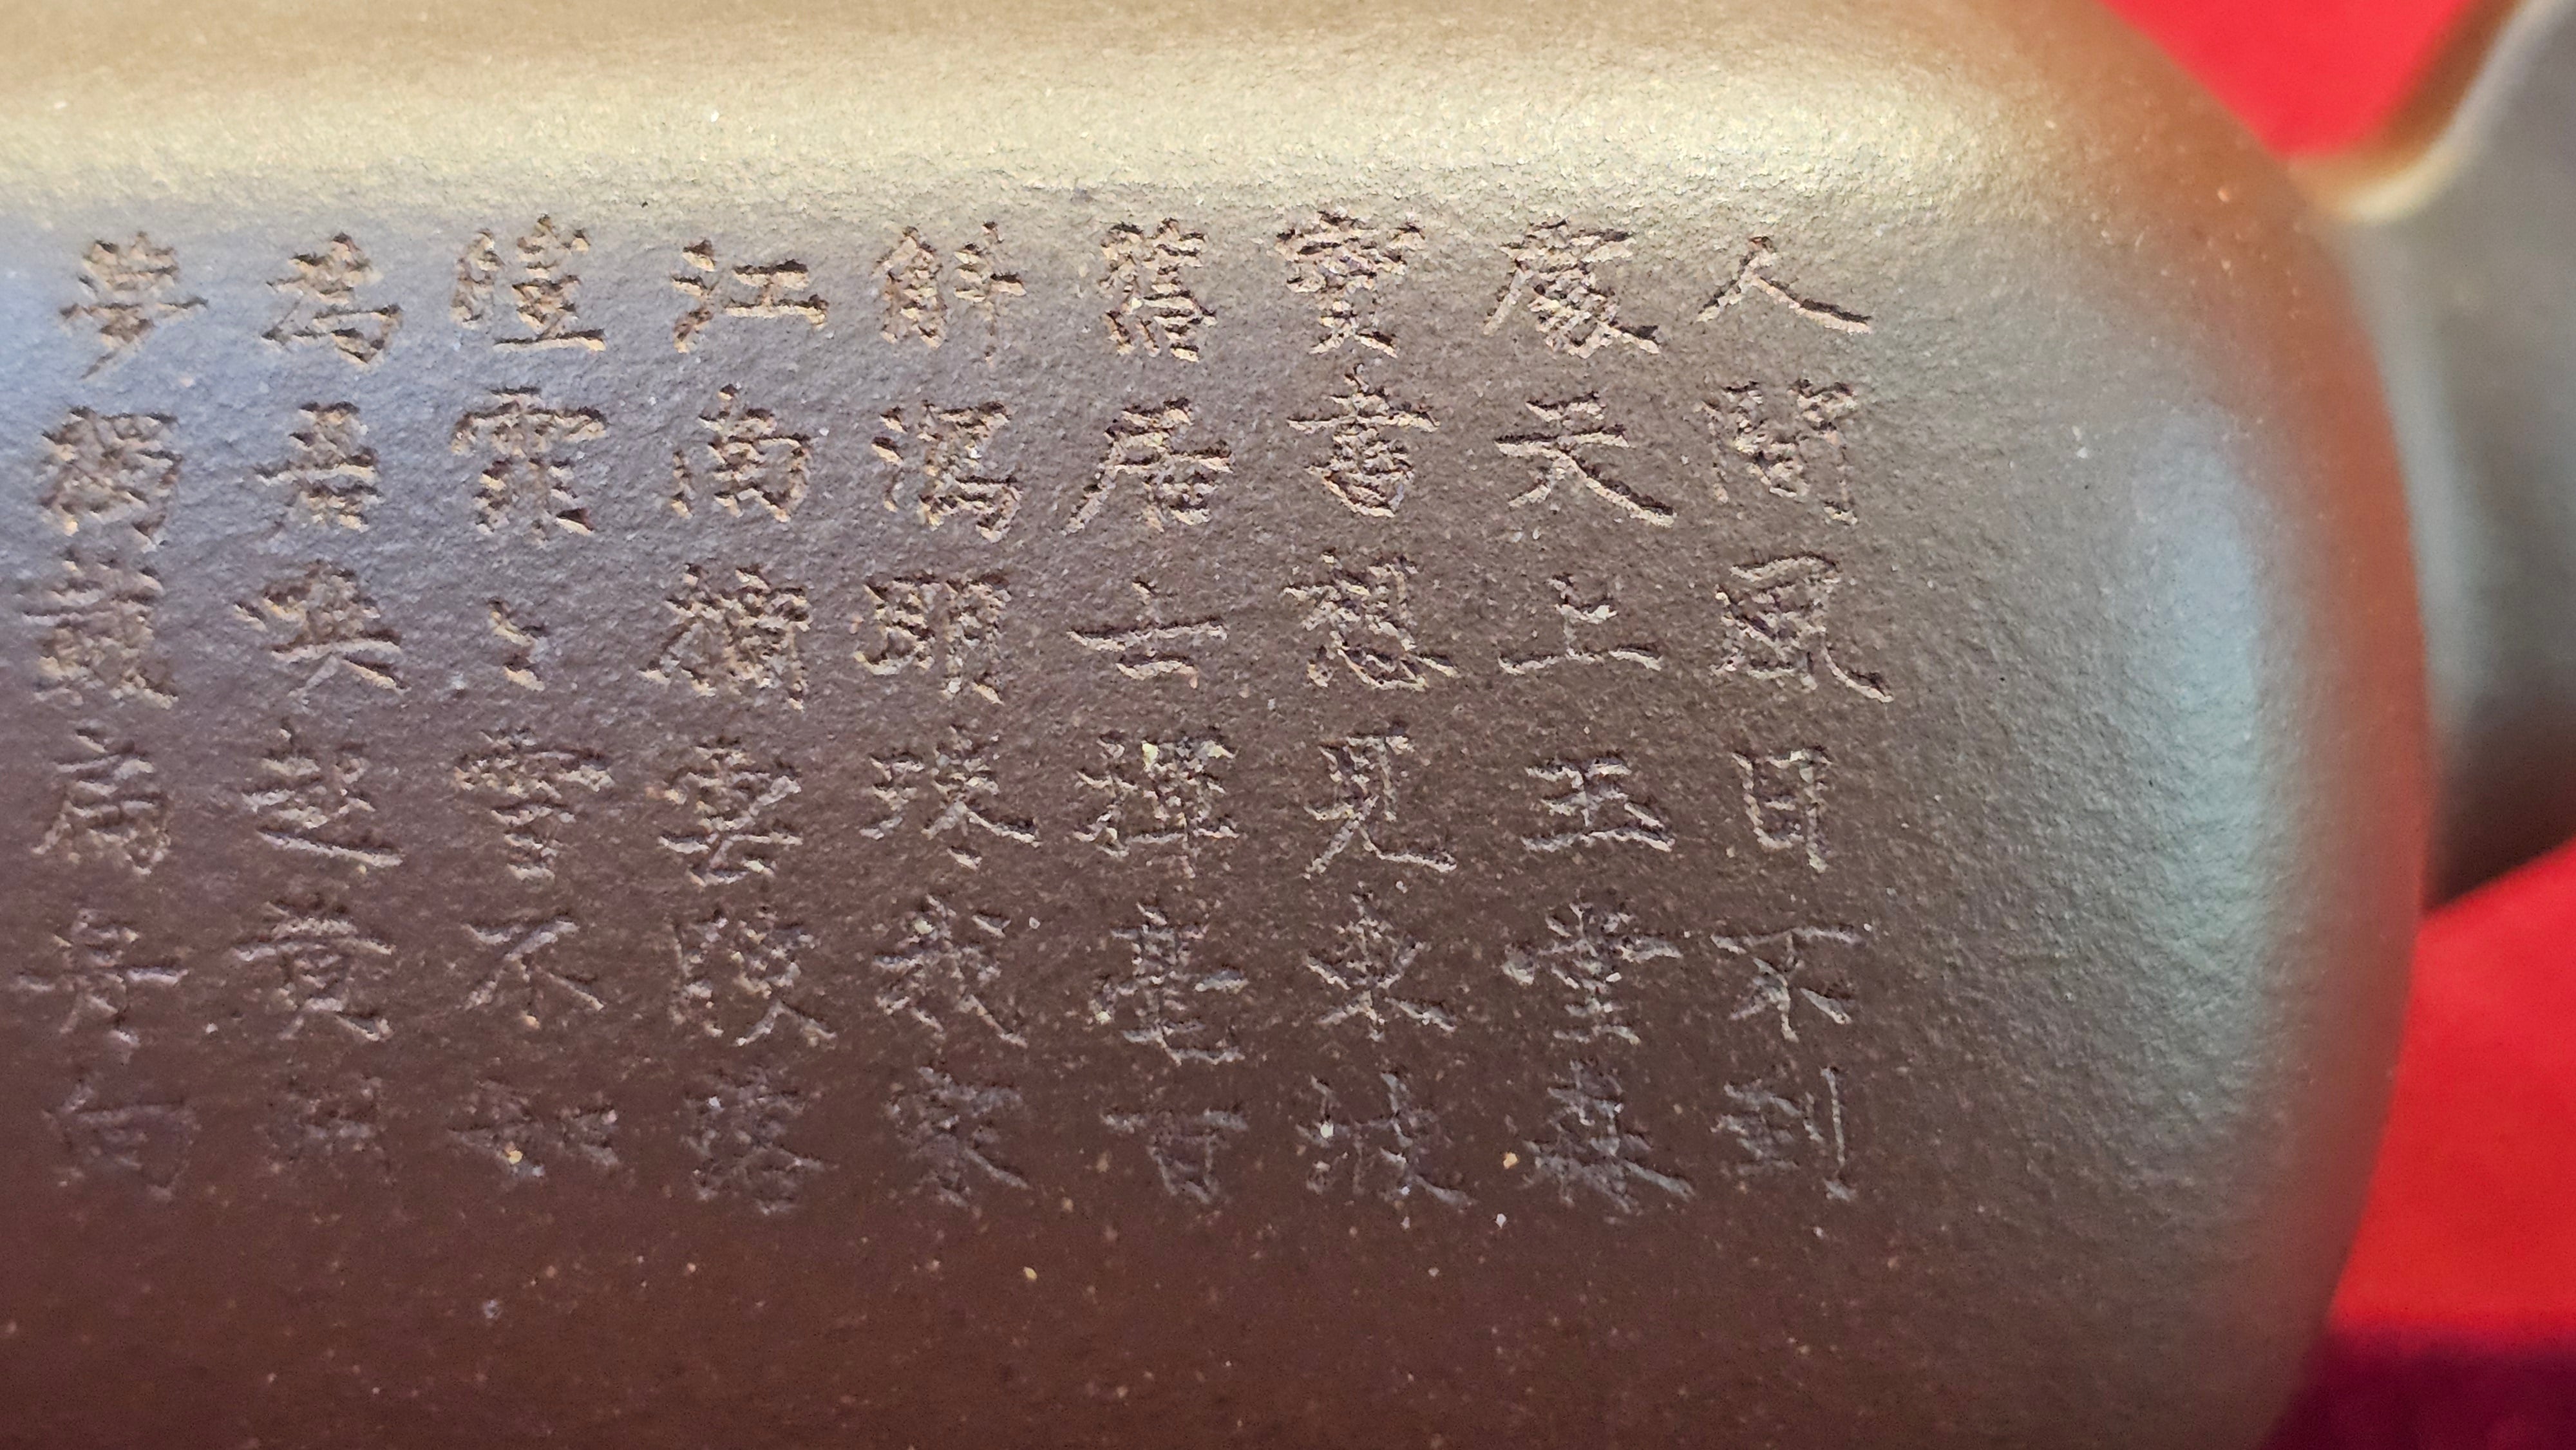 人間風日不到
處天上玉堂森
寶書想見東坡
舊居士揮毫百
斛瀉朙珠我家
江南摘雲腴落
磑霏〻雪不如
為君喚起黃州
夢獨載扁舟向